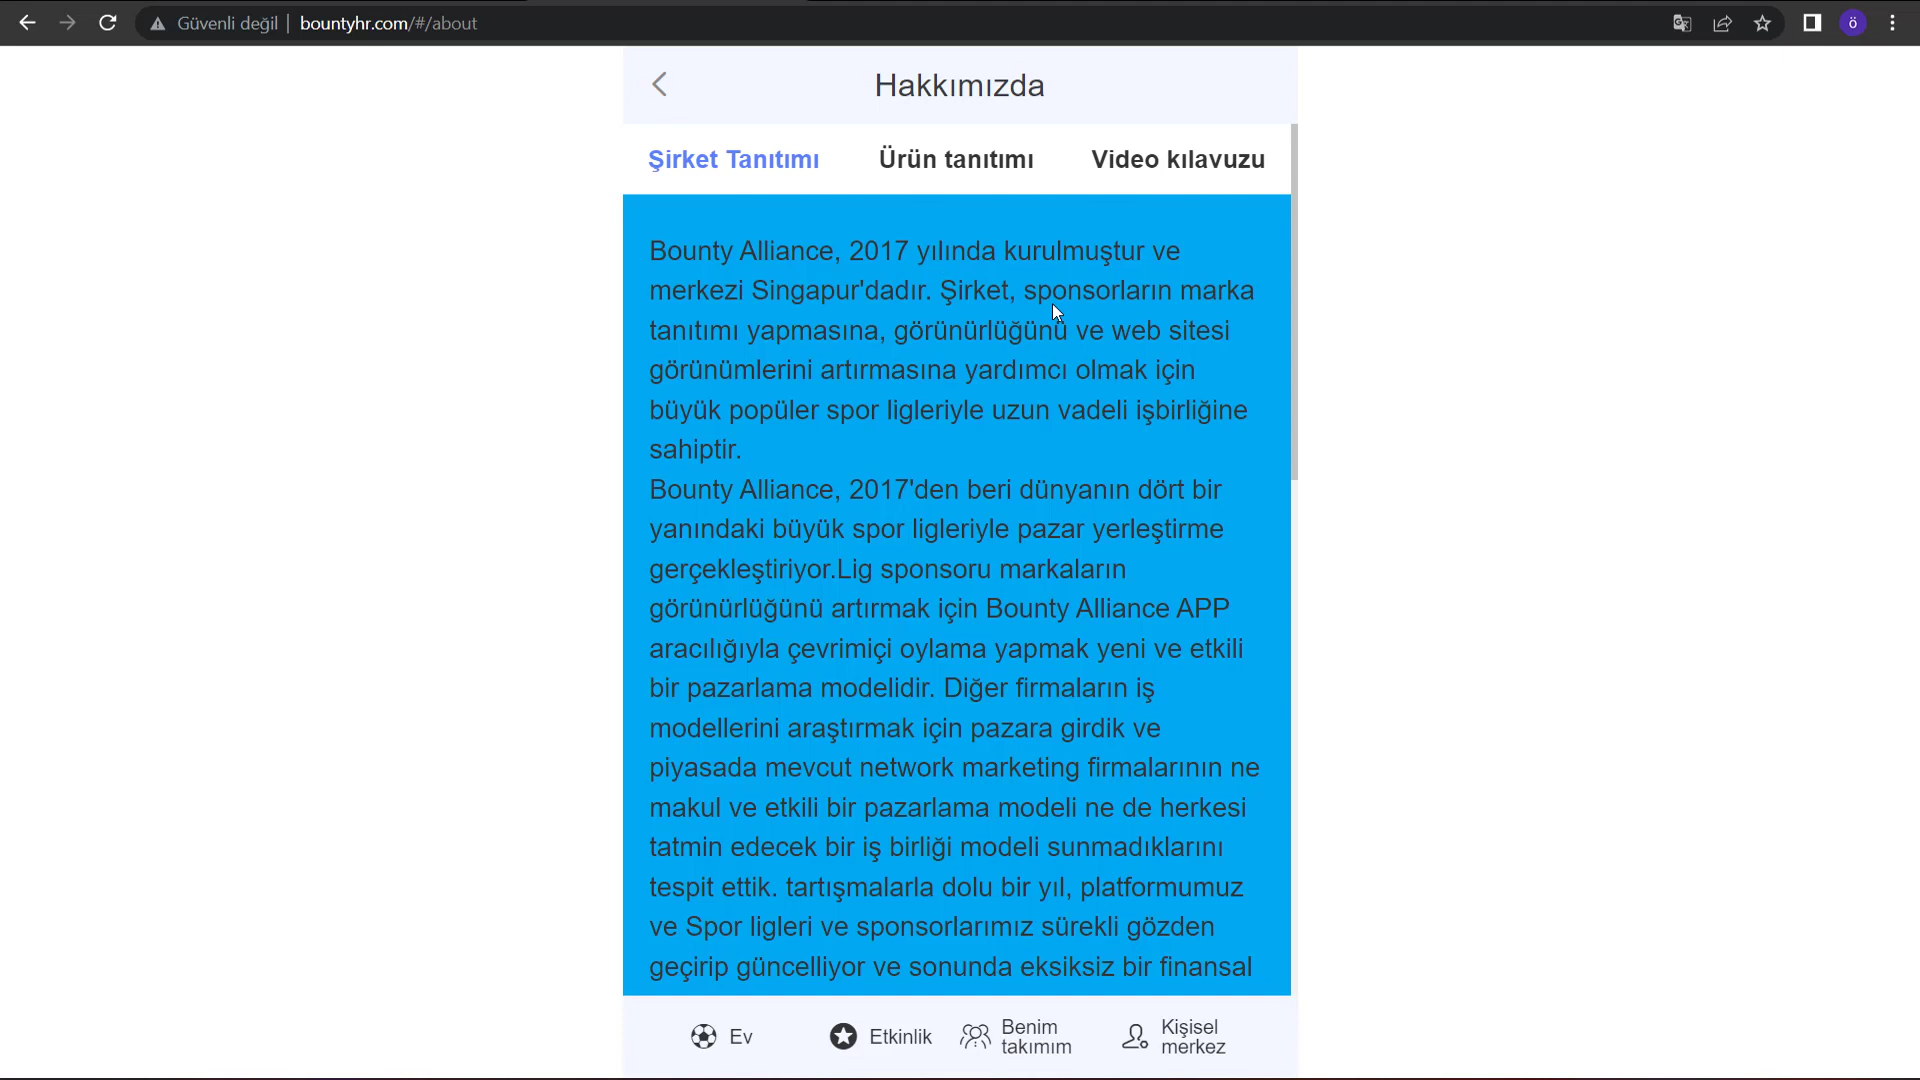 Güvenli değil | bountyhr.com/#/about
ö
Hakkımızda
Şirket Tanıtımı Ürün tanıtımı Video kılavuzu
Bounty Alliance, 2017 yılında kurulmuştur ve
merkezi Singapur'dadır. Şirket, sponsorların marka
tanıtımı yapmasına, görünürlüğünü ve web sitesi
görünümlerini artırmasına yardımcı olmak için
büyük popüler spor ligleriyle uzun vadeli işbirliğine
sahiptir.
Bounty Alliance, 2017'den beri dünyanın dört bir
yanındaki büyük spor ligleriyle pazar yerleştirme
gerçekleştiriyor.Lig sponsoru markaların
görünürlüğünü artırmak için Bounty Alliance APP
aracılığıyla çevrimiçi oylama yapmak yeni ve etkili
bir pazarlama modelidir. Diğer firmaların iş
modellerini araştırmak için pazara girdik ve
piyasada mevcut network marketing firmalarının ne
makul ve etkili bir pazarlama modeli ne de herkesi
tatmin edecek bir iş birliği modeli sunmadıklarını
tespit ettik. tartışmalarla dolu bir yıl, platformumuz
ve Spor ligleri ve sponsorlarımız sürekli gözden
geçirip güncelliyor ve sonunda eksiksiz bir finansal
Ev
Etkinlik
Benim
takımım
Kişisel
merkez